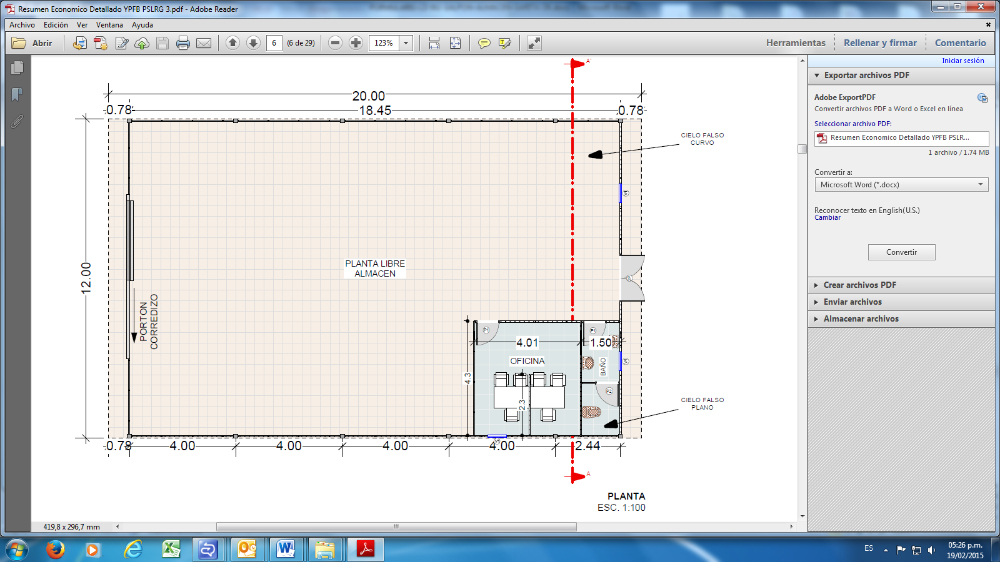 Resumen Economico Detallado YPFB PSLRG 3.pdf - Adobe Reader
Archivo Edición Ver Ventana Ayuda
Abrir
6 (6 de 29)
123%
Herramientas Rellenar y firmar Comentario
Iniciar sesión
Exportar archivos PDF
Adobe ExportPDF
Convertir archivos PDF a Word o Excel en línea
Seleccionar archivo PDF:
Resumen Economico Detallado YPFB PSLR...
1 archivo / 1.74 MB
Convertir a:
Microsoft Word (*.docx)
Reconocer texto en English(U.S.)
Cambiar
Convertir
Crear archivos PDF
Enviar archivos
Almacenar archivos
A'
20.00
0.78 18.45 0.78
CIELO FALSO
CURVO
12.00
PLANTA LIBRE
ALMACEN
PORTON
CORREDIZO
P1 P1
4.01 1.50
OFICINA
BAÑO
4.3
2.3
P2
CIELO FALSO
PLANO
0.78 4.00 4.00 4.00 4.00 2.44
A
PLANTA
ESC. 1:100
419,8 x 296,7 mm
ES
05:26 p.m.
19/02/2015